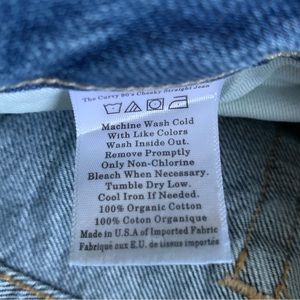 The Curvy 90's Cheeky Straight Jean
Machine Wash Cold
With Like Colors
Wash Inside Out.
Remove Promptly
Only Non-Chlorine
Bleach When Necessary.
Tumble Dry Low.
Cool Iron If Needed.
100% Organic Cotton
100% Coton Organique
Made in U.S.A of Imported Fabric
Fabriqué aux E.U. de tissus importés